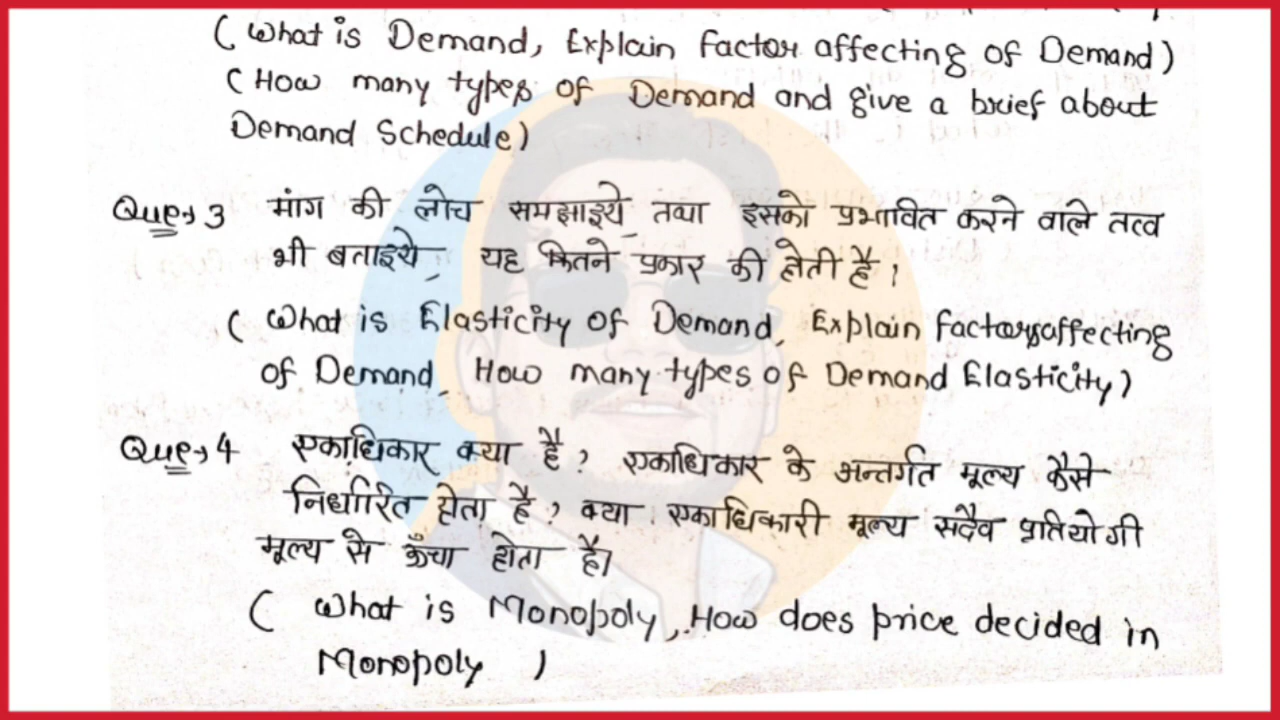 ( What is Demand, Explain factor affecting of Demand)
( How many types of Demand and give a brief about
Demand Schedule)
Que→3 मांग की लोच समझाइये, तथा इसको प्रभावित करने वाले तत्व
भी बताइये, यह कितने प्रकार की होती है ?
( What is Elasticity of Demand, Explain factors affecting
of Demand, How many types of Demand Elasticity)
Que→4 एकाधिकार क्या है ? एकाधिकार के अन्तर्गत मूल्य कैसे
निर्धारित होता है ? क्या एकाधिकारी मूल्य सदैव प्रतियोगी
मूल्य से ऊँचा होता है।
( What is Monopoly, How does price decided in
Monopoly )